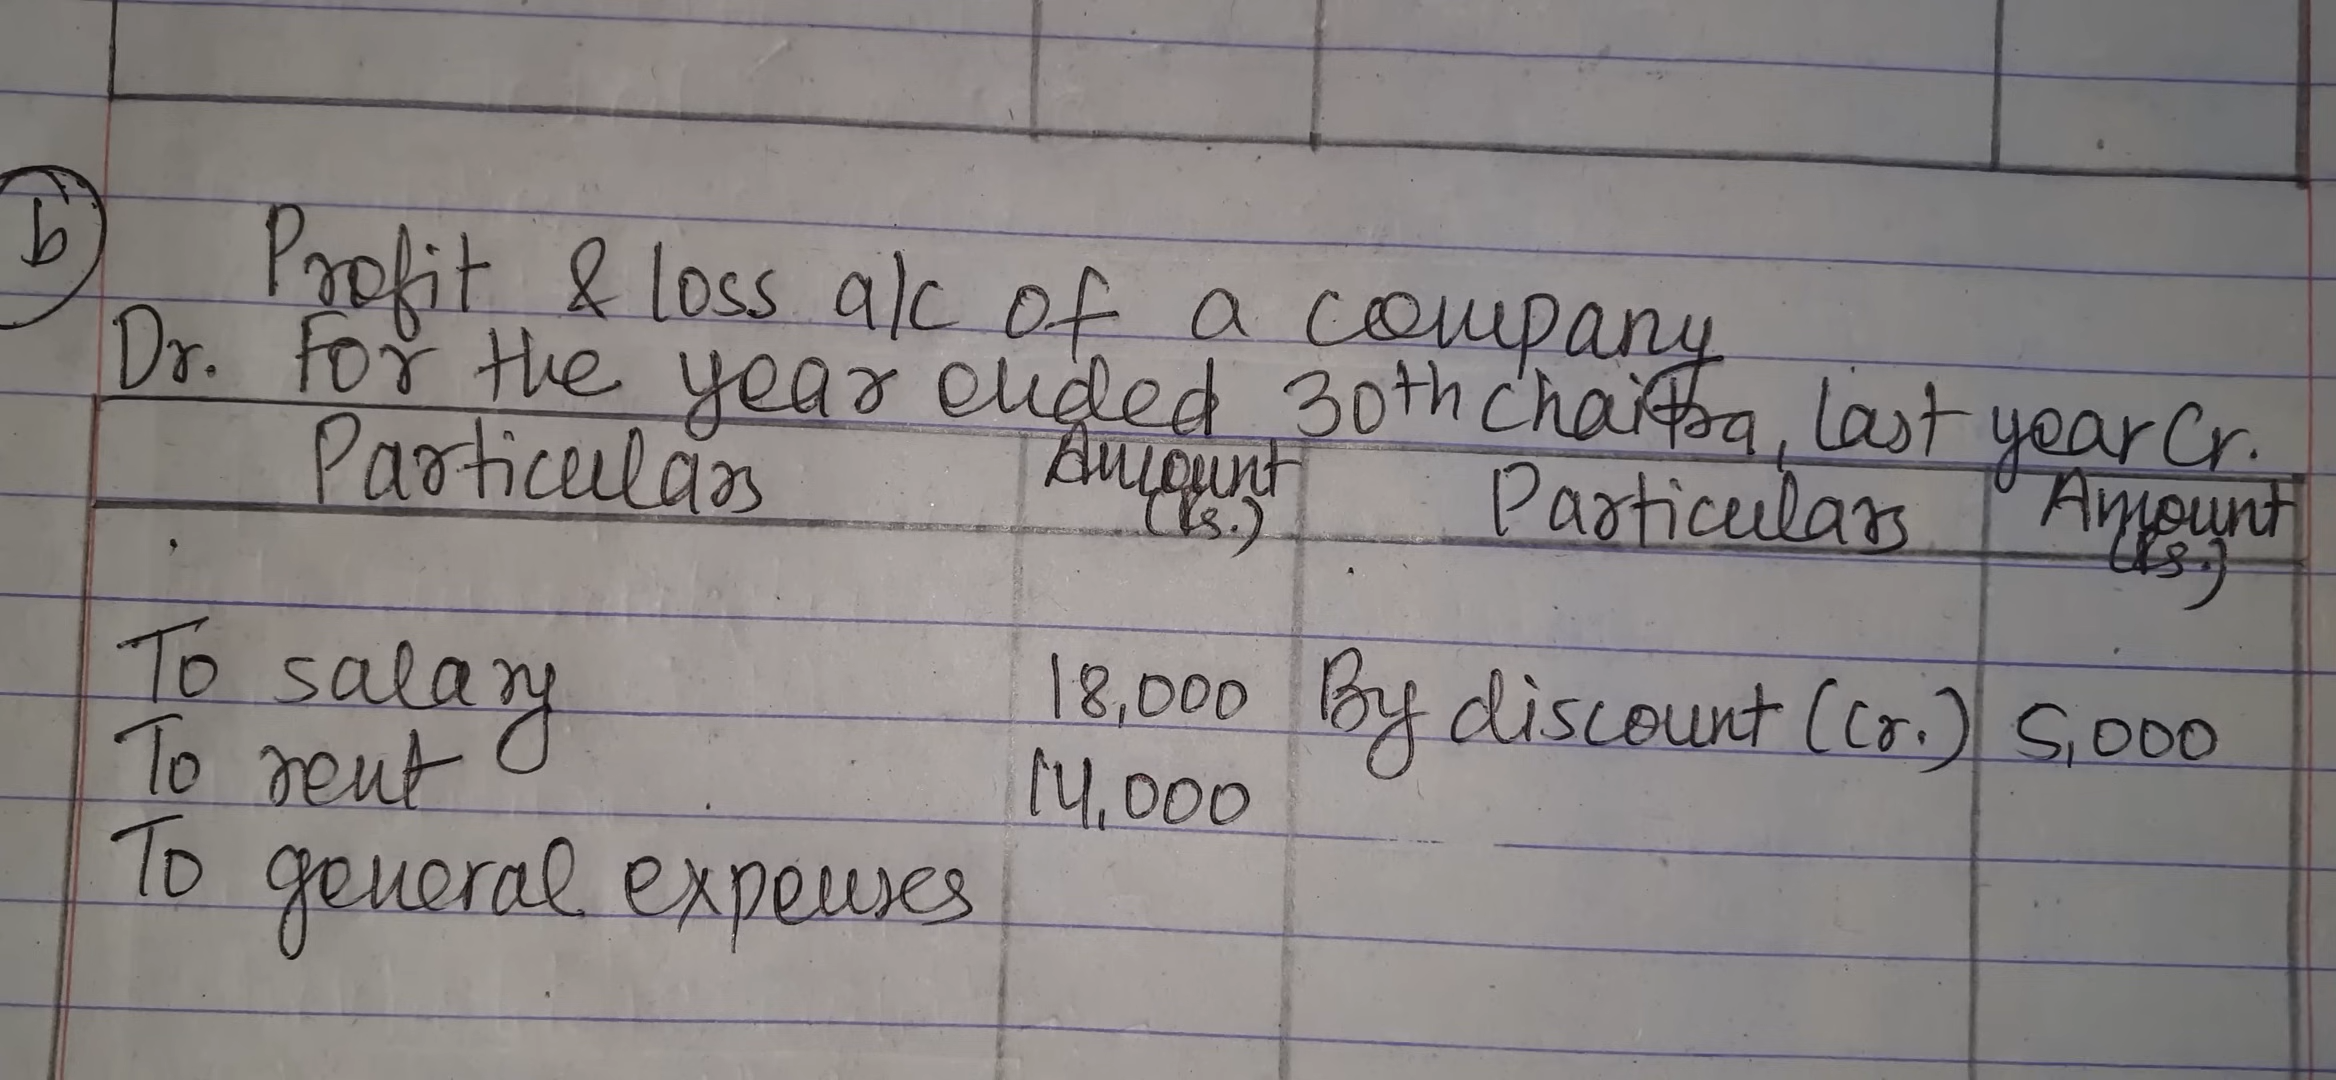 b
Profit & loss a/c of a company
Dr. For the year ended 30th chaitra, last year Cr.
Particulars Amount (Rs.) Particulars Amount (Rs.)
To salary 18,000 By discount (Cr.) 5,000
To rent 14,000
To general expenses